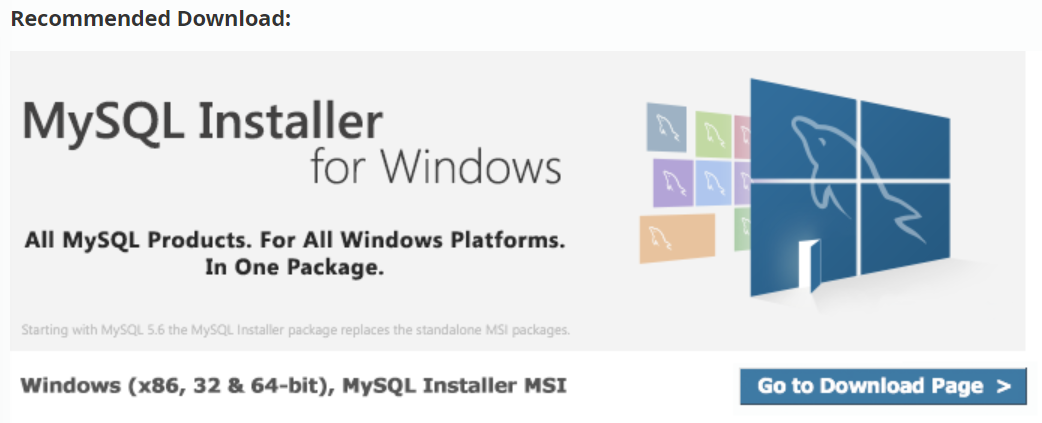 Recommended Download:
MySQL Installer
for Windows
All MySQL Products. For All Windows Platforms.
In One Package.
Starting with MySQL 5.6 the MySQL Installer package replaces the standalone MSI packages.
Windows (x86, 32 & 64-bit), MySQL Installer MSI
Go to Download Page >